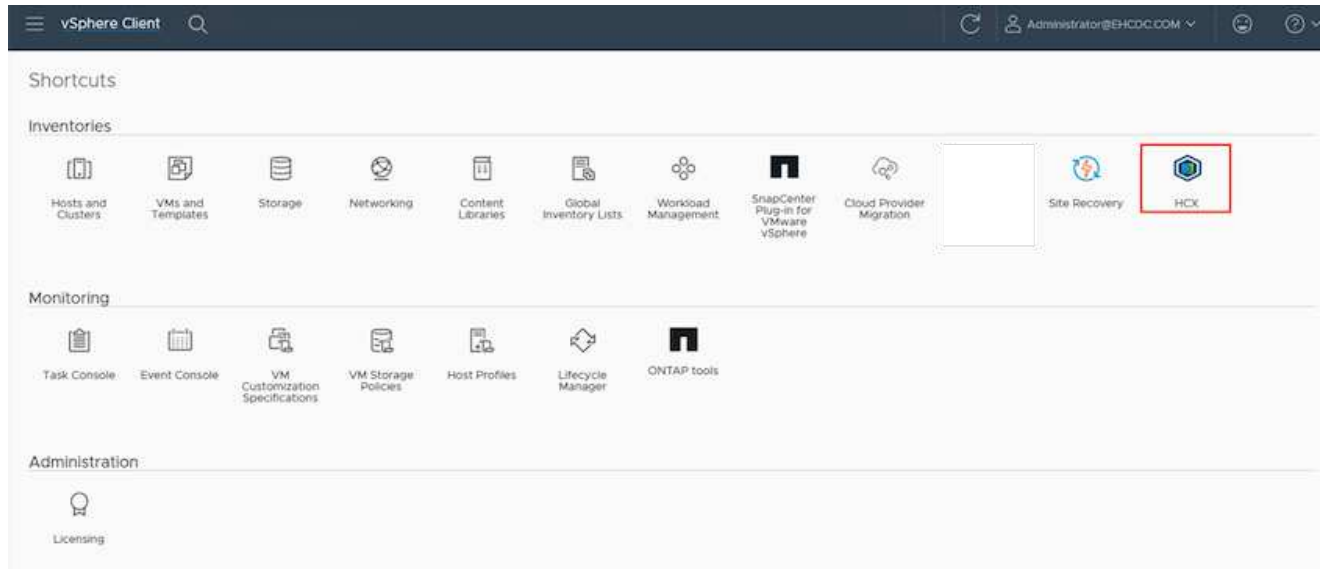 vSphere Client
Administrator@EHCDC.COM
Shortcuts
Inventories
Hosts and Clusters
VMs and Templates
Storage
Networking
Content Libraries
Global Inventory Lists
Workload Management
SnapCenter Plug-in for VMware vSphere
Cloud Provider Migration
Site Recovery
HCX
Monitoring
Task Console
Event Console
VM Customization Specifications
VM Storage Policies
Host Profiles
Lifecycle Manager
ONTAP tools
Administration
Licensing